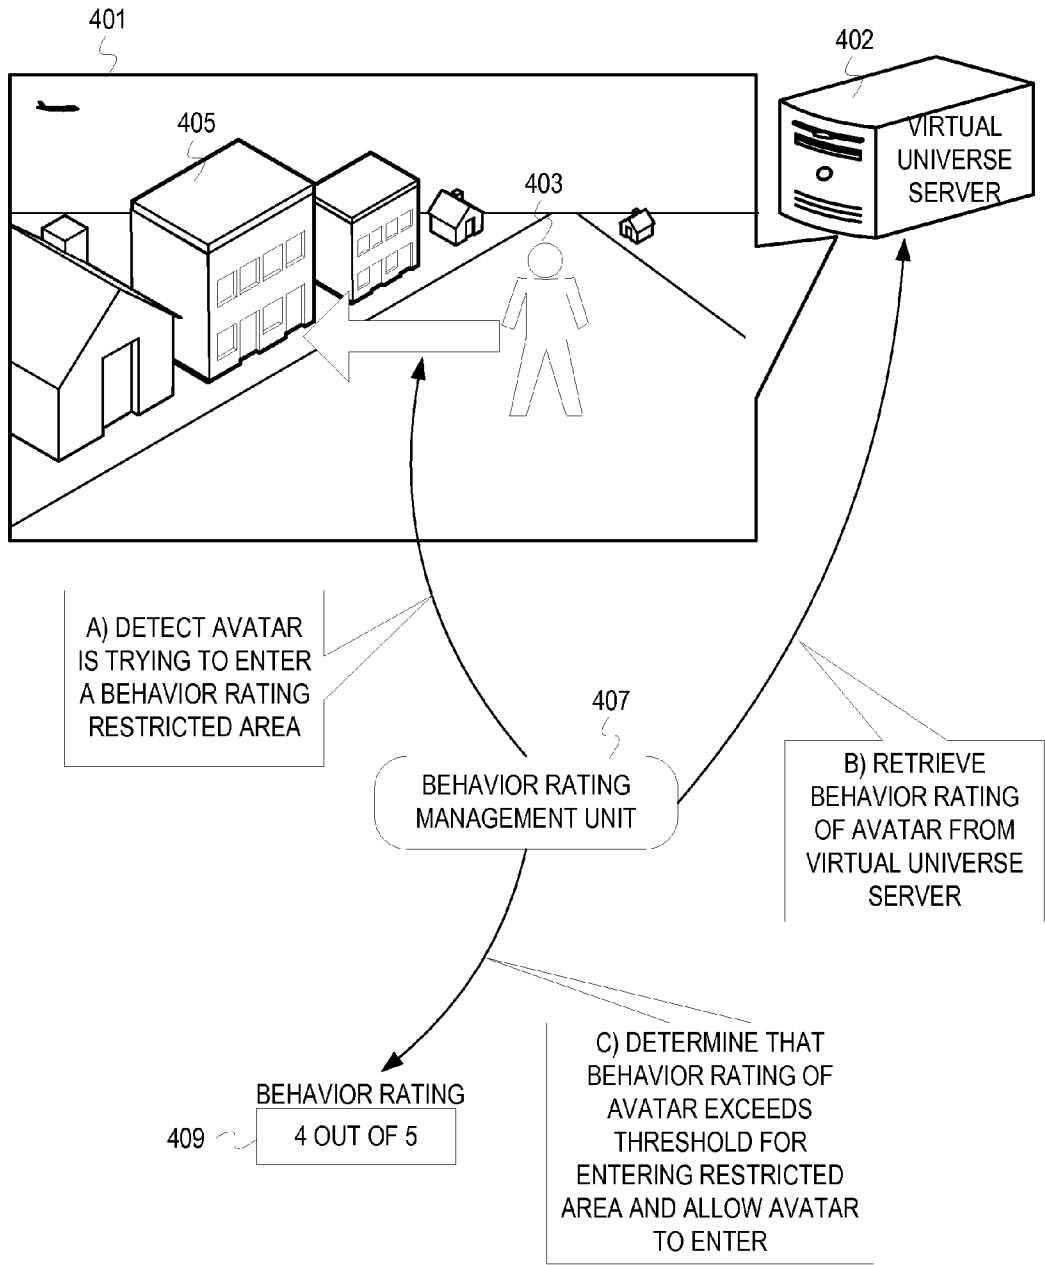 401
402
VIRTUAL
UNIVERSE
SERVER
405
403
A) DETECT AVATAR
IS TRYING TO ENTER
A BEHAVIOR RATING
RESTRICTED AREA
407
BEHAVIOR RATING
MANAGEMENT UNIT
B) RETRIEVE
BEHAVIOR RATING
OF AVATAR FROM
VIRTUAL UNIVERSE
SERVER
C) DETERMINE THAT
BEHAVIOR RATING OF
AVATAR EXCEEDS
THRESHOLD FOR
ENTERING RESTRICTED
AREA AND ALLOW AVATAR
TO ENTER
BEHAVIOR RATING
409
4 OUT OF 5